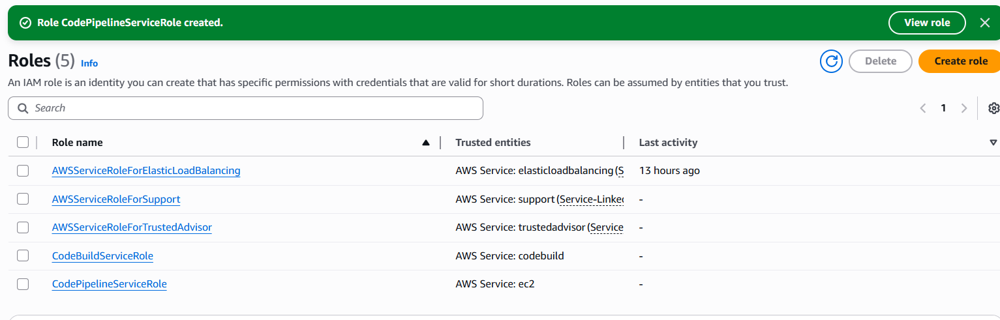 Role CodePipelineServiceRole created.
View role
Roles (5) Info
Delete
Create role
An IAM role is an identity you can create that has specific permissions with credentials that are valid for short durations. Roles can be assumed by entities that you trust.
Search
1
Role name Trusted entities Last activity
AWSServiceRoleForElasticLoadBalancing AWS Service: elasticloadbalancing (S 13 hours ago
AWSServiceRoleForSupport AWS Service: support (Service-Linked -
AWSServiceRoleForTrustedAdvisor AWS Service: trustedadvisor (Service -
CodeBuildServiceRole AWS Service: codebuild -
CodePipelineServiceRole AWS Service: ec2 -